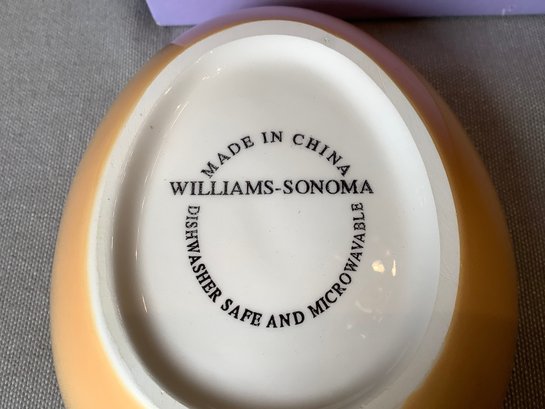 MADE IN CHINA
WILLIAMS-SONOMA
DISHWASHER SAFE AND MICROWAVABLE